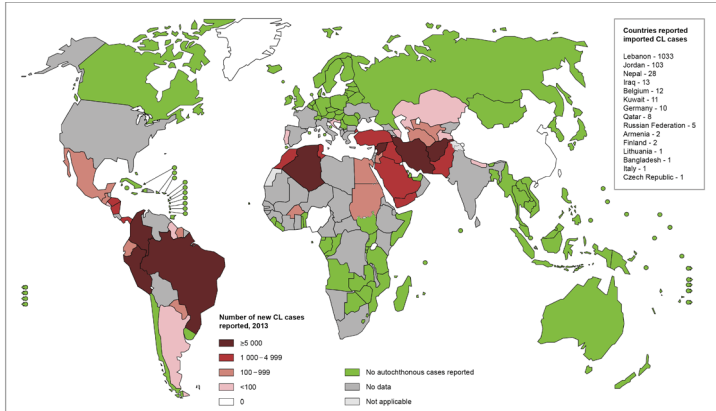 Countries reported
imported CL cases
Lebanon - 1033
Jordan - 103
Nepal - 28
Iraq - 13
Belgium - 12
Kuwait - 11
Germany - 10
Qatar - 8
Russian Federation - 5
Armenia - 2
Finland - 2
Lithuania - 1
Bangladesh - 1
Italy - 1
Czech Republic - 1
Number of new CL cases
reported, 2013
≥5 000
1 000–4 999
100–999
<100
0
No autochthonous cases reported
No data
Not applicable